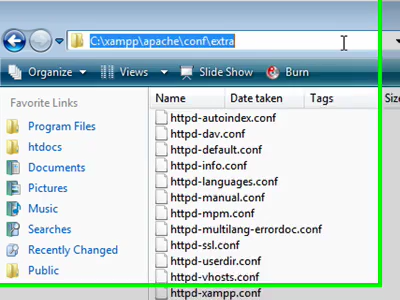 C:\xampp\apache\conf\extra
Organize Views Slide Show Burn
Favorite Links
Name Date taken Tags Size
Program Files
htdocs
Documents
Pictures
Music
Searches
Recently Changed
Public
httpd-autoindex.conf
httpd-dav.conf
httpd-default.conf
httpd-info.conf
httpd-languages.conf
httpd-manual.conf
httpd-mpm.conf
httpd-multilang-errordoc.conf
httpd-ssl.conf
httpd-userdir.conf
httpd-vhosts.conf
httpd-xampp.conf